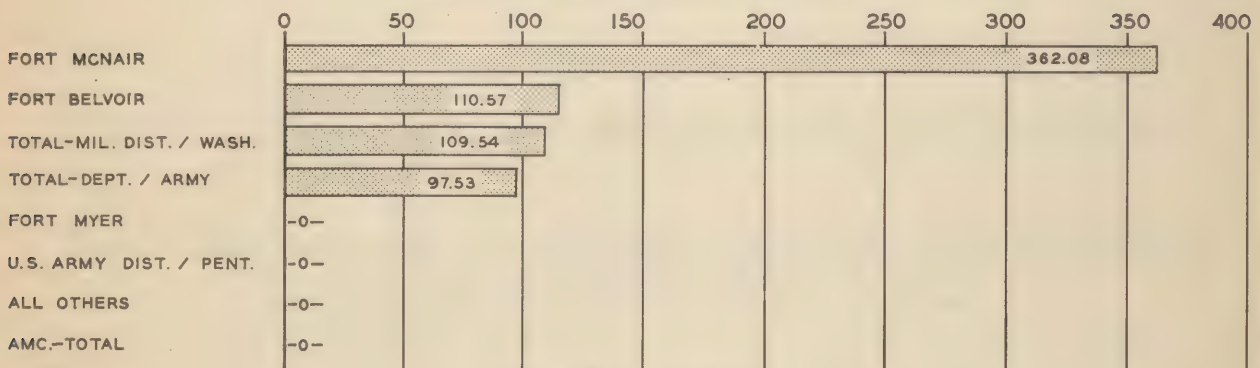 0 50 100 150 200 250 300 350 400
FORT MCNAIR 362.08
FORT BELVOIR 110.57
TOTAL-MIL. DIST. / WASH. 109.54
TOTAL-DEPT. / ARMY 97.53
FORT MYER -0-
U.S. ARMY DIST. / PENT. -0-
ALL OTHERS -0-
AMC.-TOTAL -0-